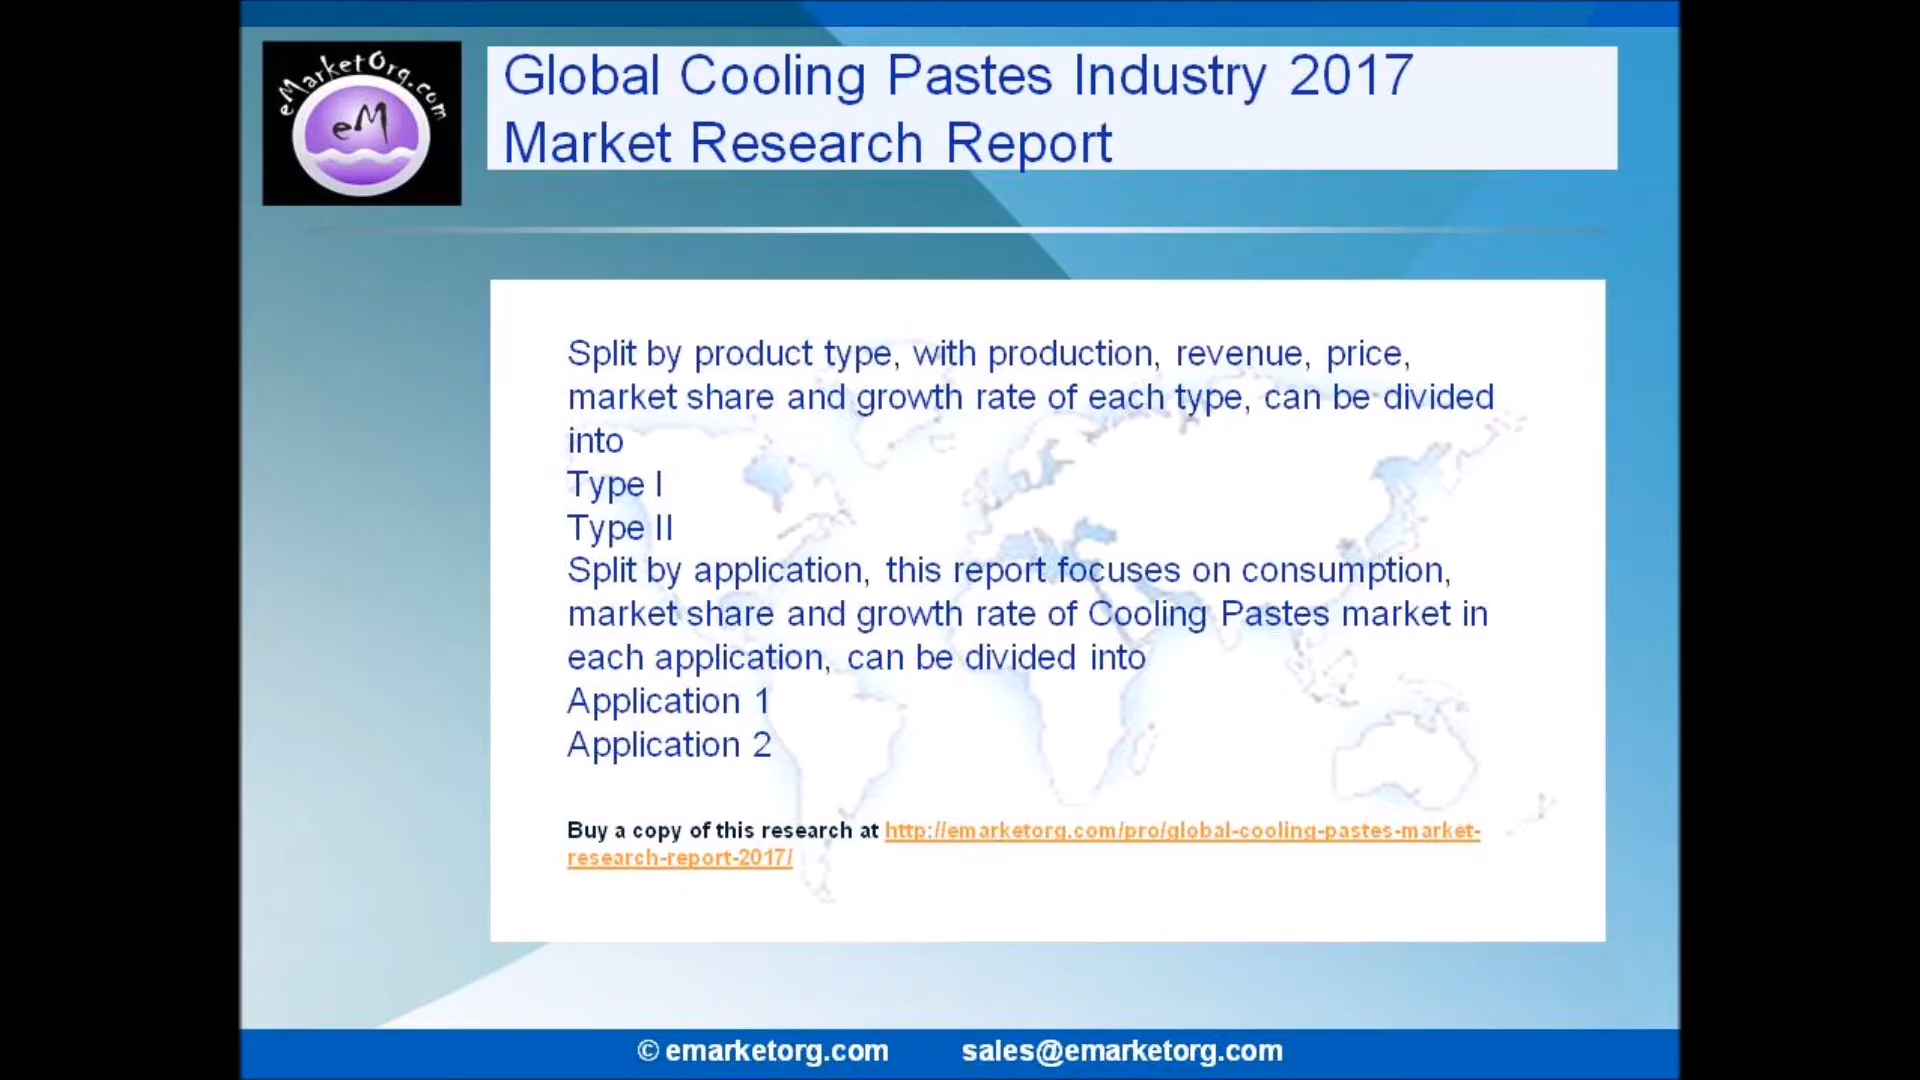 eMarketOrg.com
eM
Global Cooling Pastes Industry 2017
Market Research Report
Split by product type, with production, revenue, price,
market share and growth rate of each type, can be divided
into
Type I
Type II
Split by application, this report focuses on consumption,
market share and growth rate of Cooling Pastes market in
each application, can be divided into
Application 1
Application 2
Buy a copy of this research at http://emarketorg.com/pro/global-cooling-pastes-market-
research-report-2017/
© emarketorg.com sales@emarketorg.com